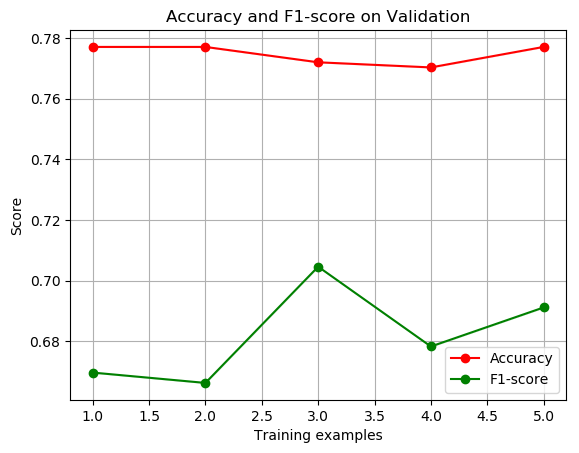 Accuracy and F1-score on Validation
Score
0.78
0.76
0.74
0.72
0.70
0.68
Accuracy
F1-score
1.0 1.5 2.0 2.5 3.0 3.5 4.0 4.5 5.0
Training examples